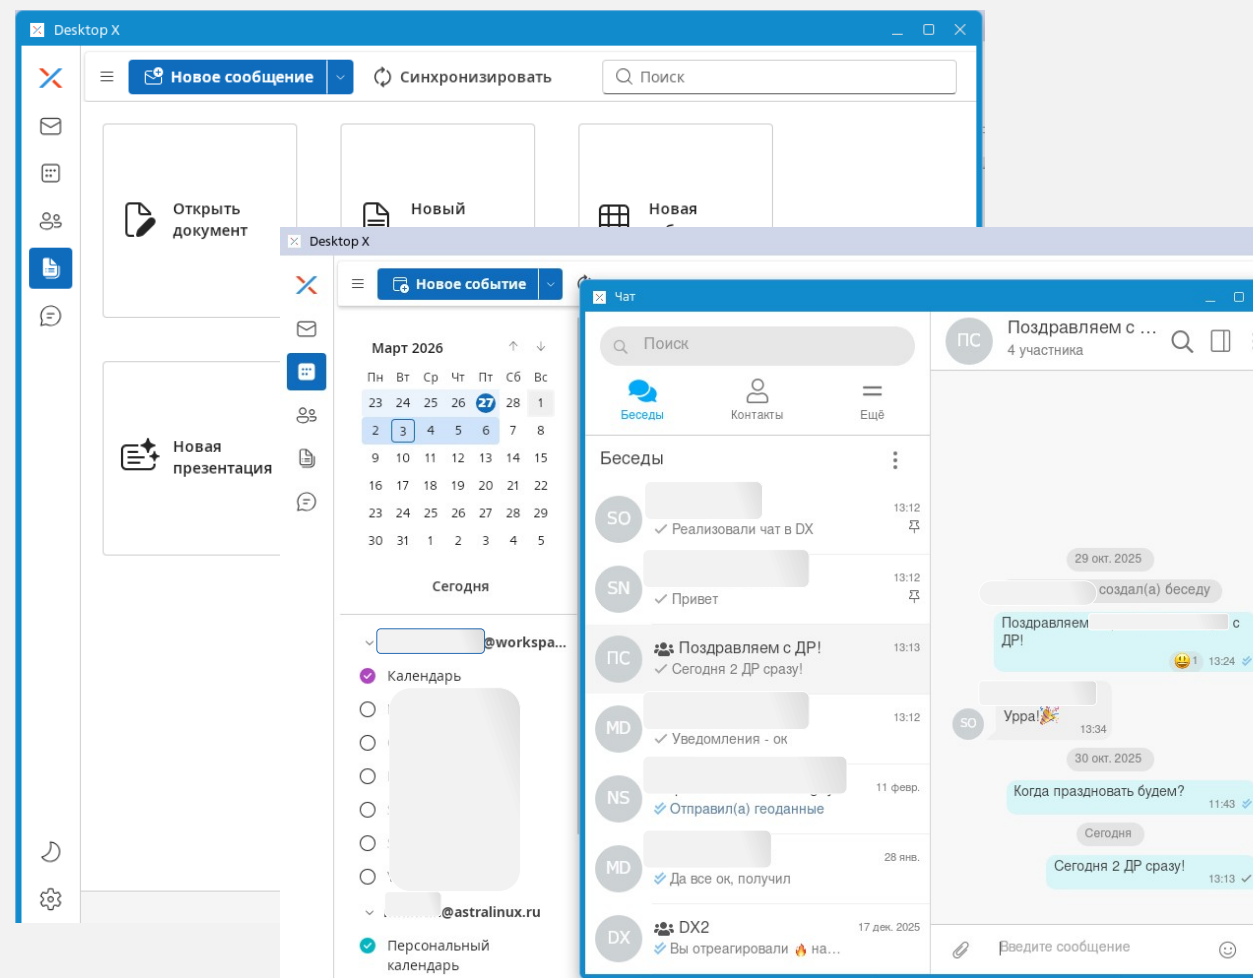 Desktop X
Новое сообщение
Синхронизировать
Поиск
Открыть
документ
Новый
Новая
Новая
презентация
Desktop X
Новое событие
Март 2026
Пн Вт Ср Чт Пт Сб Вс
23 24 25 26 27 28 1
2 3 4 5 6 7 8
9 10 11 12 13 14 15
16 17 18 19 20 21 22
23 24 25 26 27 28 29
30 31 1 2 3 4 5
Сегодня
@workspa...
Календарь
@astralinux.ru
Персональный
календарь
Чат
Поиск
Беседы
Контакты
Ещё
Беседы
SO
13:12
Реализовали чат в DX
SN
13:12
Привет
ПС
Поздравляем с ДР!
13:13
Сегодня 2 ДР сразу!
MD
13:12
Уведомления - ок
NS
11 февр.
Отправил(а) геоданные
MD
28 янв.
Да все ок, получил
DX
DX2
17 дек. 2025
Вы отреагировали 🔥 на...
ПС
Поздравляем с ...
4 участника
29 окт. 2025
создал(а) беседу
Поздравляем с
ДР!
😃 1 13:24
SO
Урра!🎉
13:34
30 окт. 2025
Когда праздновать будем?
11:43
Сегодня
Сегодня 2 ДР сразу!
13:13
Введите сообщение